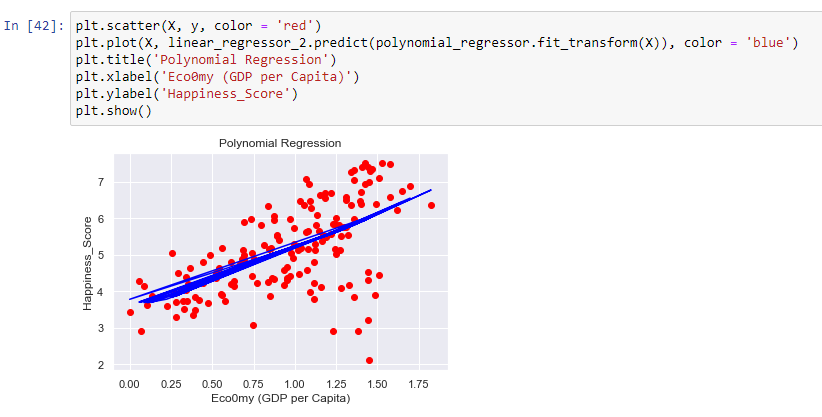 In [42]: plt.scatter(X, y, color = 'red')
plt.plot(X, linear_regressor_2.predict(polynomial_regressor.fit_transform(X)), color = 'blue')
plt.title('Polynomial Regression')
plt.xlabel('Eco0my (GDP per Capita)')
plt.ylabel('Happiness_Score')
plt.show()
Polynomial Regression
Happiness_Score
7
6
5
4
3
2
0.00 0.25 0.50 0.75 1.00 1.25 1.50 1.75
Eco0my (GDP per Capita)